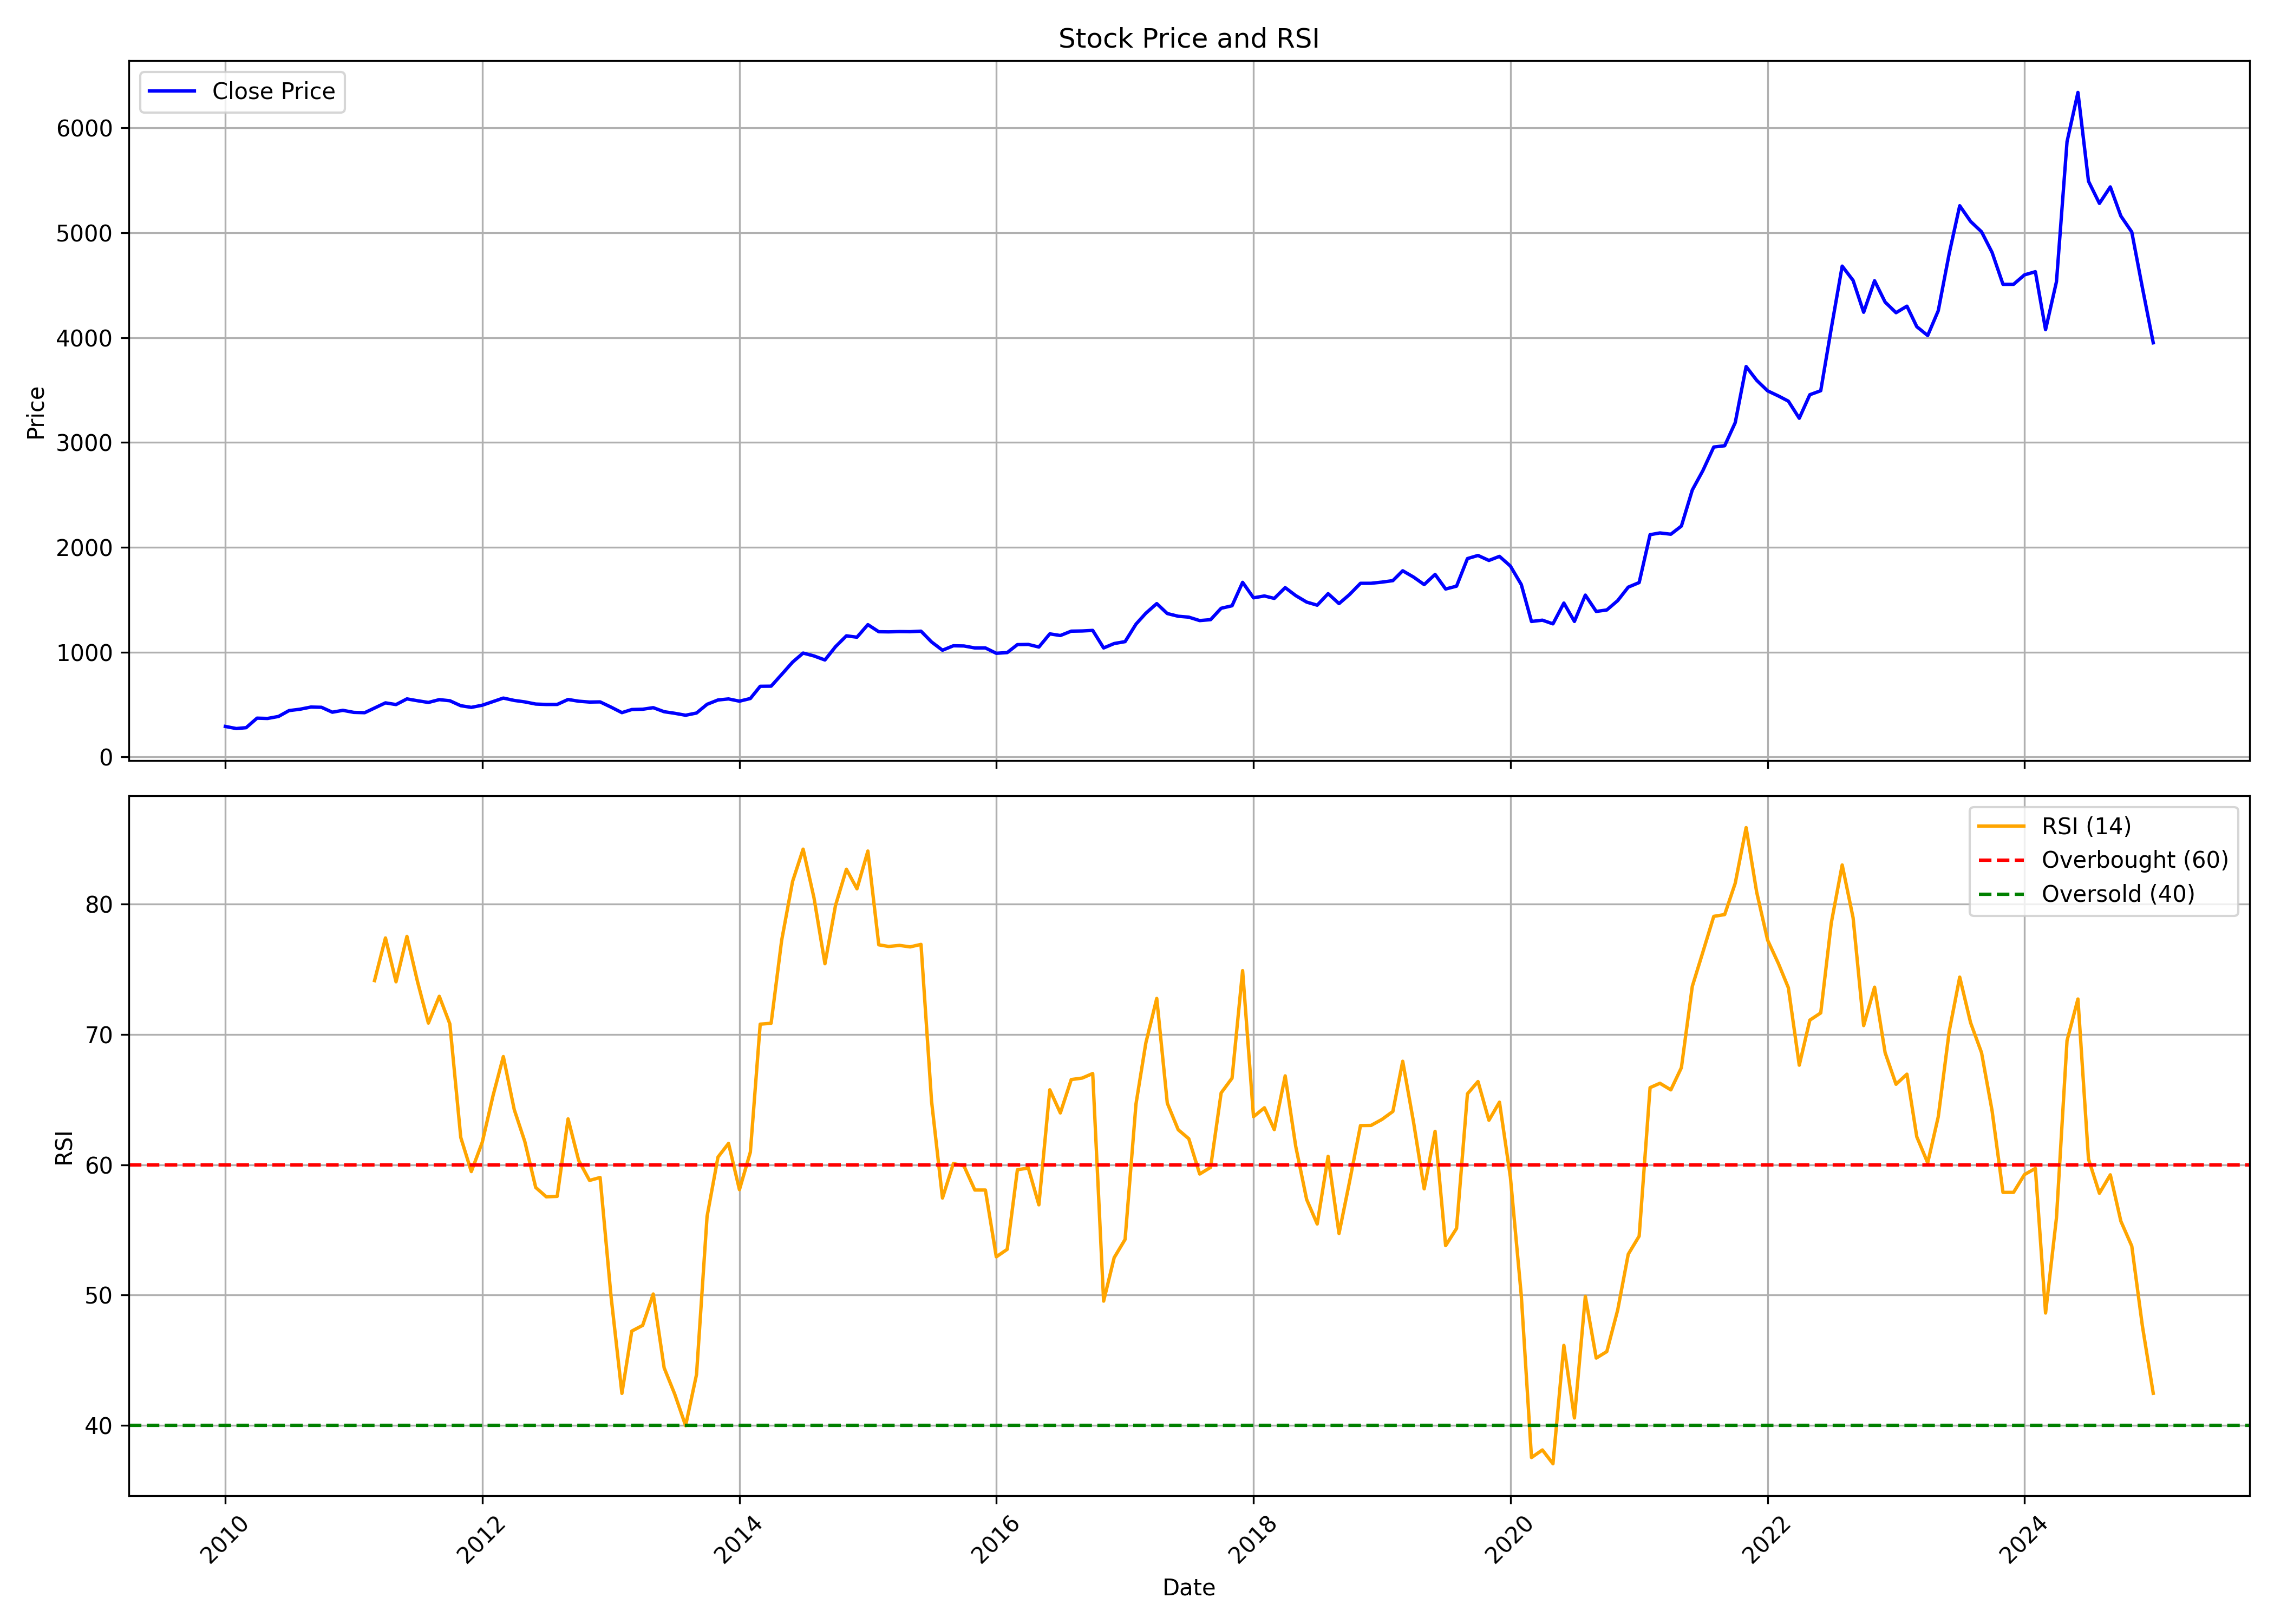 Stock Price and RSI
Close Price
Price
6000
5000
4000
3000
2000
1000
0
RSI (14)
Overbought (60)
Oversold (40)
RSI
80
70
60
50
40
2010
2012
2014
2016
2018
2020
2022
2024
Date